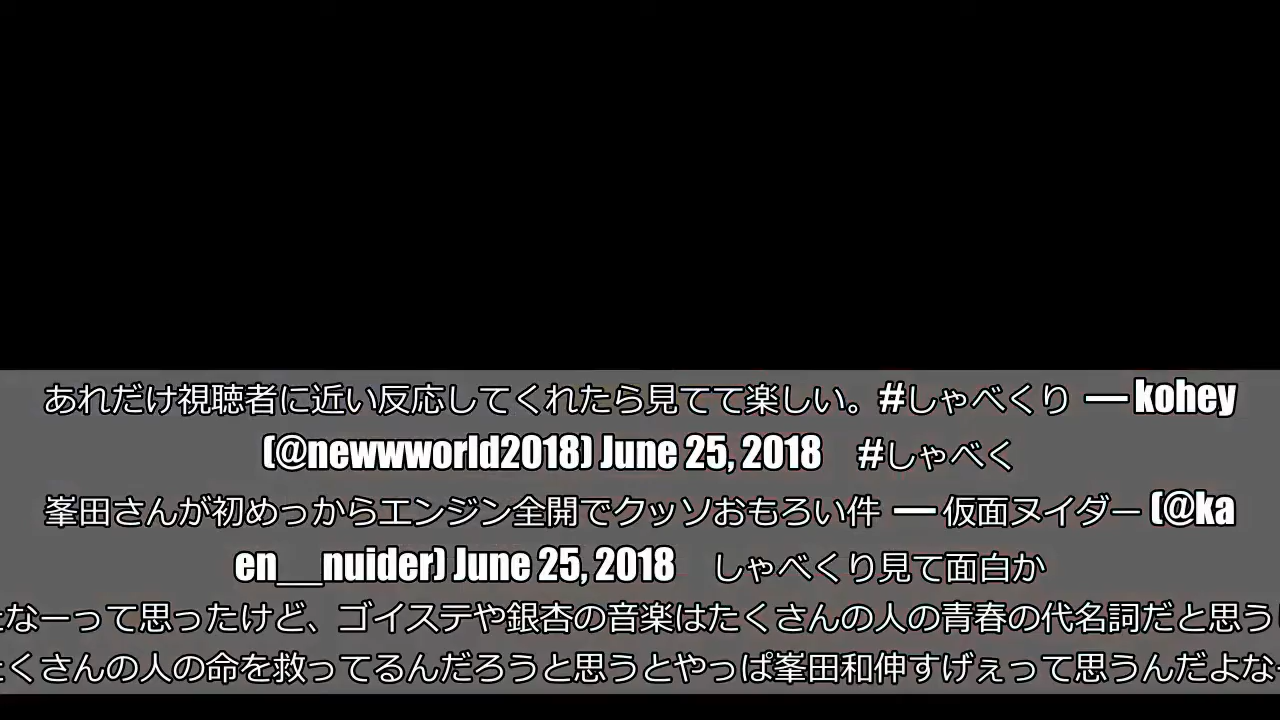 あれだけ視聴者に近い反応してくれたら見てて楽しい。#しゃべくり — kohey
(@newwworld2018) June 25, 2018　#しゃべく
峯田さんが初めっからエンジン全開でクッソおもろい件 — 仮面ヌイダー (@ka
en__nuider) June 25, 2018　しゃべくり見て面白か
たなーって思ったけど、ゴイステや銀杏の音楽はたくさんの人の青春の代名詞だと思う
たくさんの人の命を救ってるんだろうと思うとやっぱ峯田和伸すげぇって思うんだよな